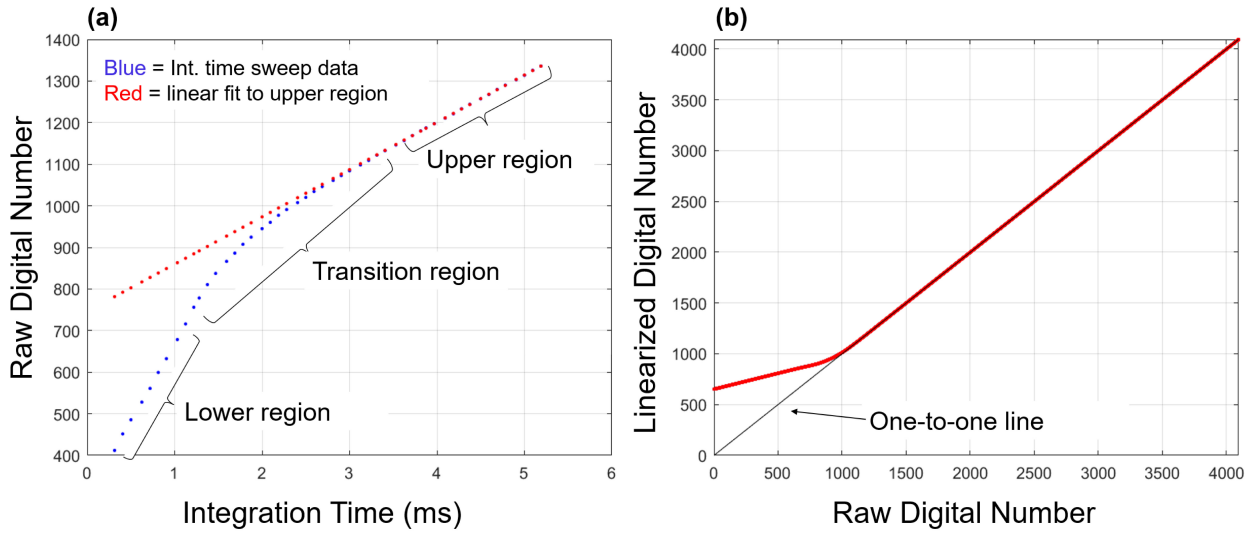 (a)
Raw Digital Number
1400
1300
1200
1100
1000
900
800
700
600
500
400
Blue = Int. time sweep data
Red = linear fit to upper region
Upper region
Transition region
Lower region
0 1 2 3 4 5 6
Integration Time (ms)
(b)
Linearized Digital Number
4000
3500
3000
2500
2000
1500
1000
500
0
One-to-one line
0 500 1000 1500 2000 2500 3000 3500 4000
Raw Digital Number